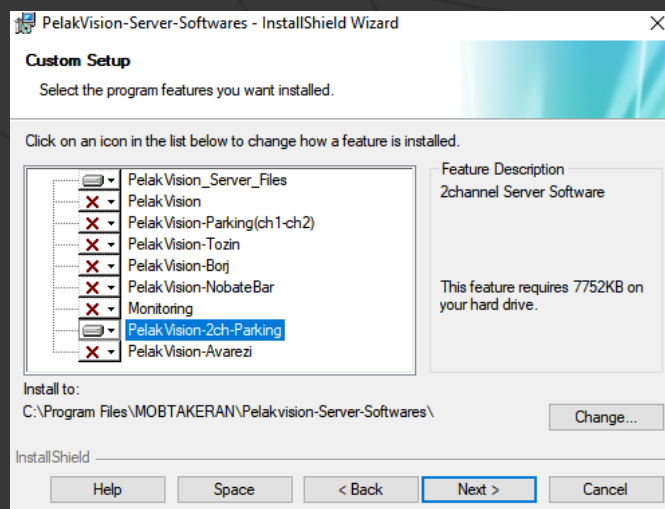 PelakVision-Server-Softwares - InstallShield Wizard
Custom Setup
Select the program features you want installed.
Click on an icon in the list below to change how a feature is installed.
PelakVision_Server_Files
PelakVision
PelakVision-Parking(ch1-ch2)
PelakVision-Tozin
PelakVision-Borj
PelakVision-NobateBar
Monitoring
PelakVision-2ch-Parking
PelakVision-Avarezi
Feature Description
2channel Server Software
This feature requires 7752KB on
your hard drive.
Install to:
C:\Program Files\MOBTAKERAN\Pelakvision-Server-Softwares\
Change...
InstallShield
Help
Space
< Back
Next >
Cancel